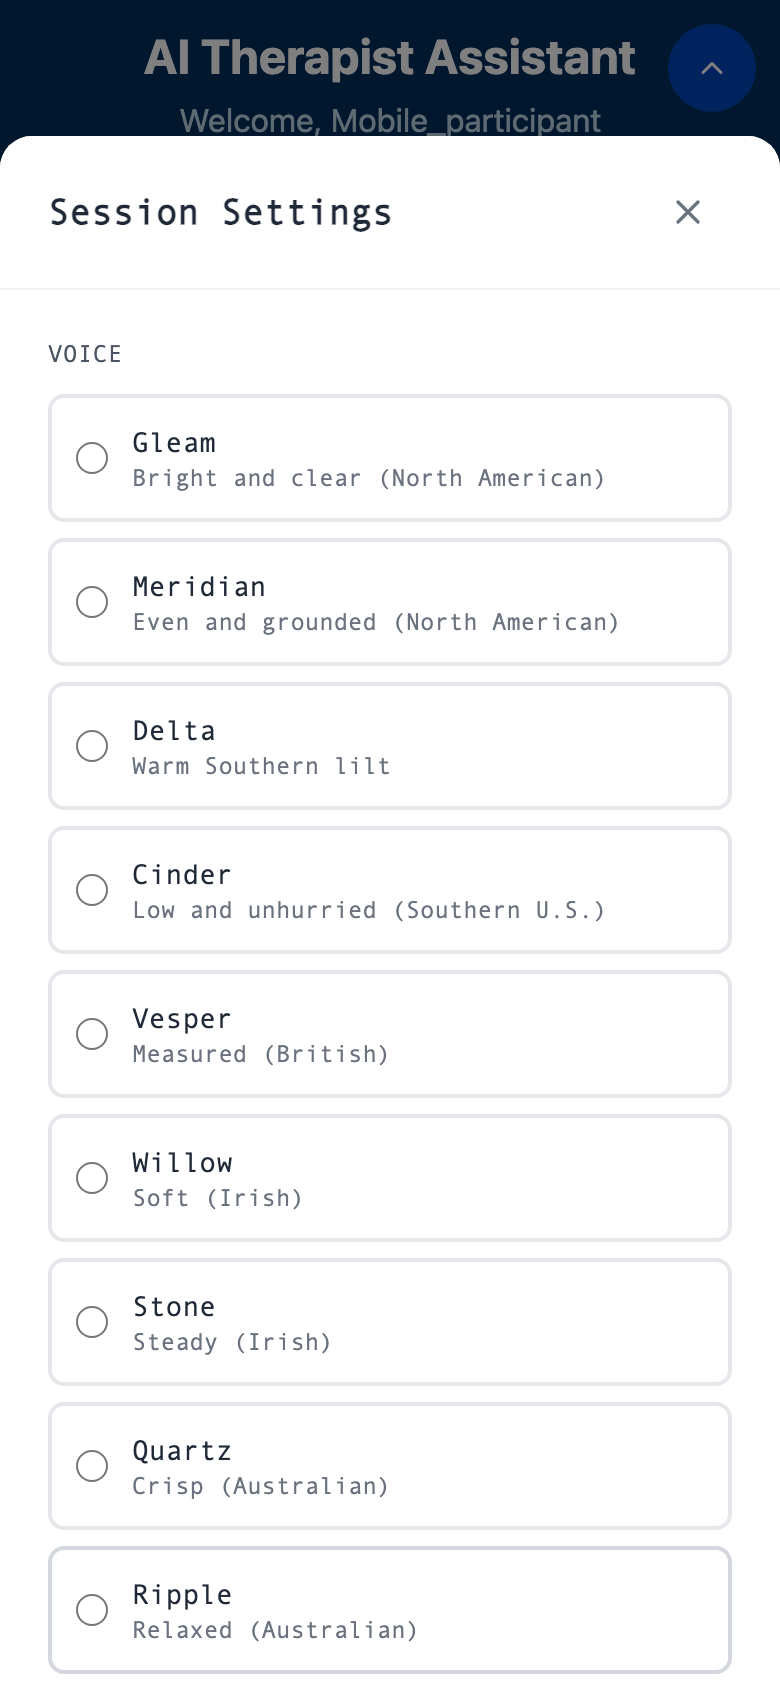 AI Therapist Assistant
Welcome, Mobile_participant
Session Settings
VOICE
Gleam
Bright and clear (North American)
Meridian
Even and grounded (North American)
Delta
Warm Southern lilt
Cinder
Low and unhurried (Southern U.S.)
Vesper
Measured (British)
Willow
Soft (Irish)
Stone
Steady (Irish)
Quartz
Crisp (Australian)
Ripple
Relaxed (Australian)